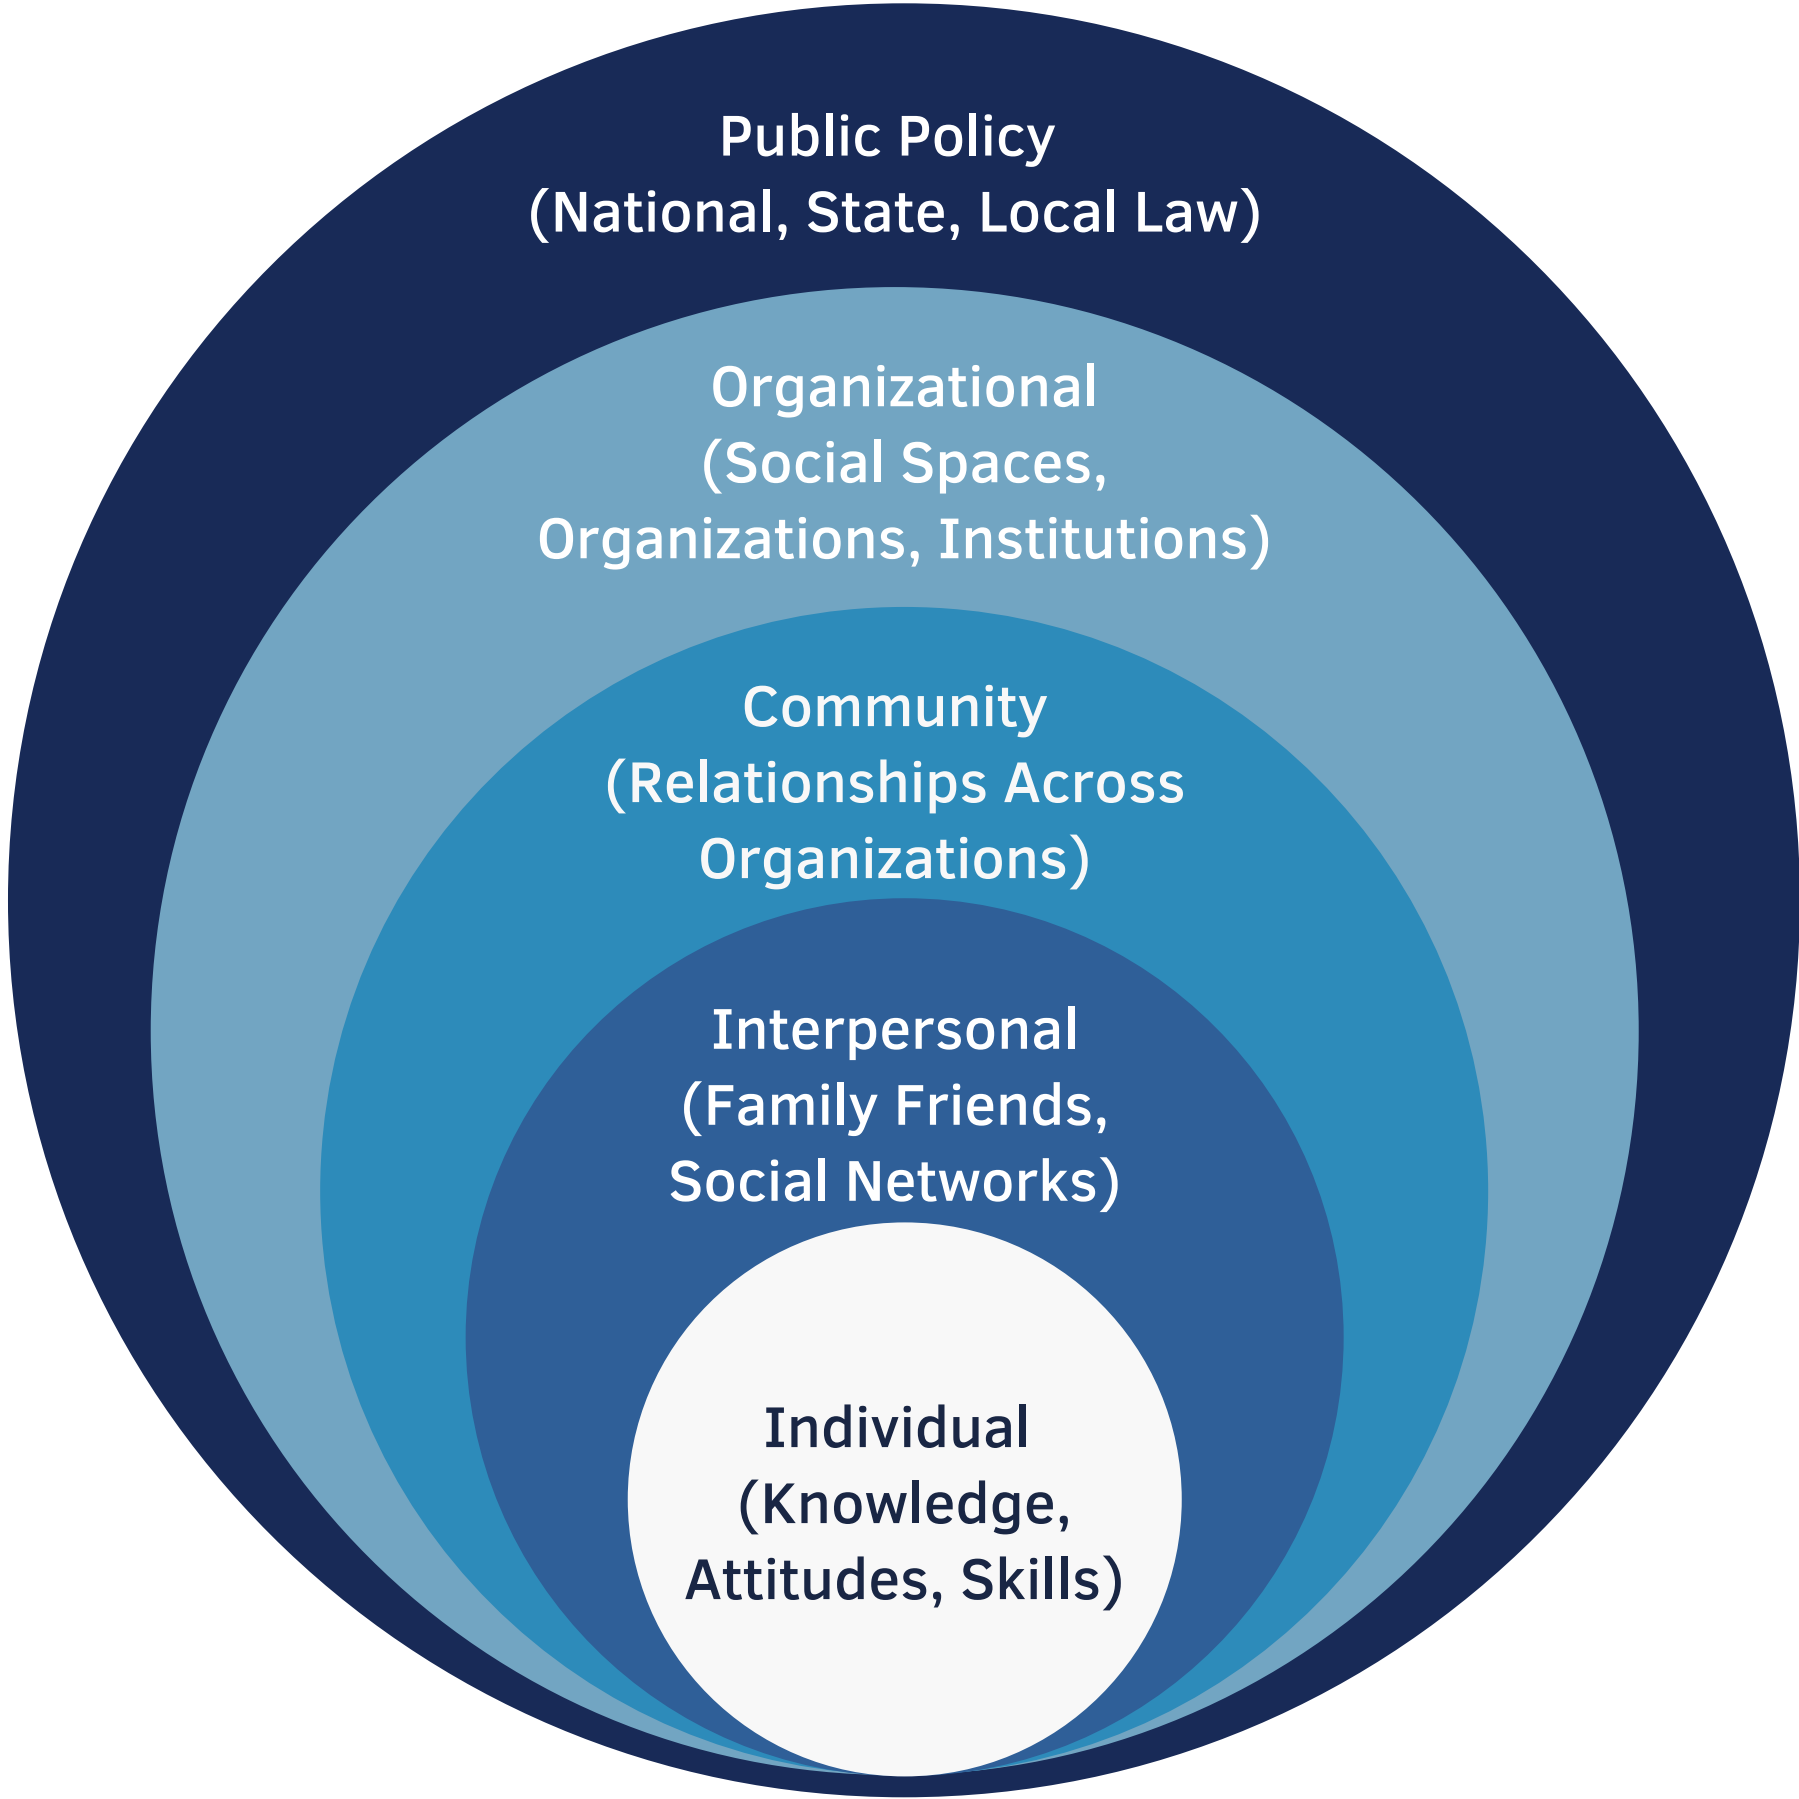 Public Policy
(National, State, Local Law)
Organizational
(Social Spaces,
Organizations, Institutions)
Community
(Relationships Across
Organizations)
Interpersonal
(Family Friends,
Social Networks)
Individual
(Knowledge,
Attitudes, Skills)